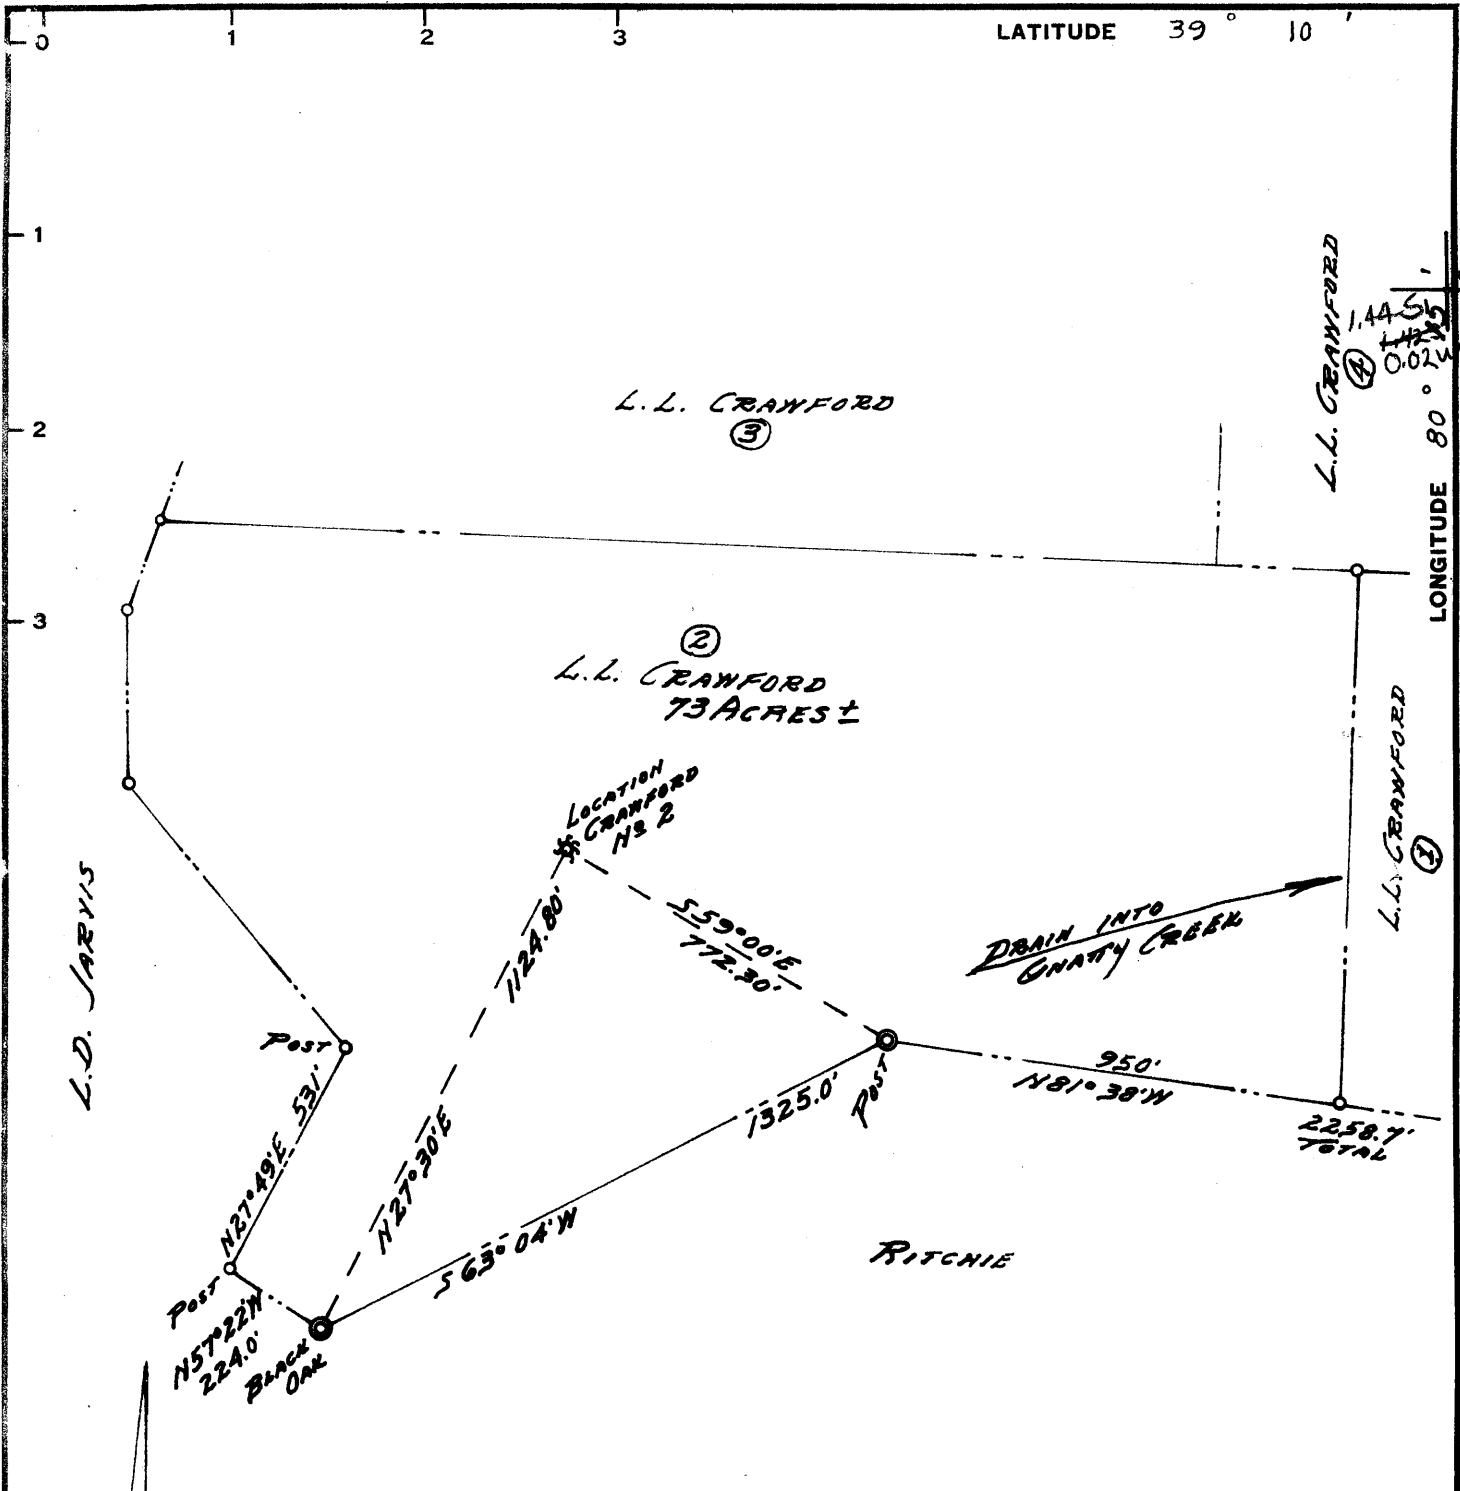 0 1 2 3
LATITUDE 39° 10'
1
2
3
L.L. CRAWFORD
4
1.44 S
0.02 W
LONGITUDE 80°
L.L. CRAWFORD
3
2
L.L. CRAWFORD
73 ACRES ±
LOCATION
CRAWFORD
No 2
L.L. CRAWFORD
1
L.D. JARVIS
1124.80'
N27°30'E
S59°00'E
772.30'
DRAIN INTO
GNATTY CREEK
POST
531'
N27°49'E
POST
950'
N81°38'W
2258.7'
TOTAL
1325.0'
S63°04'W
RITCHIE
POST
N57°22'W
224.0'
BLACK
OAK